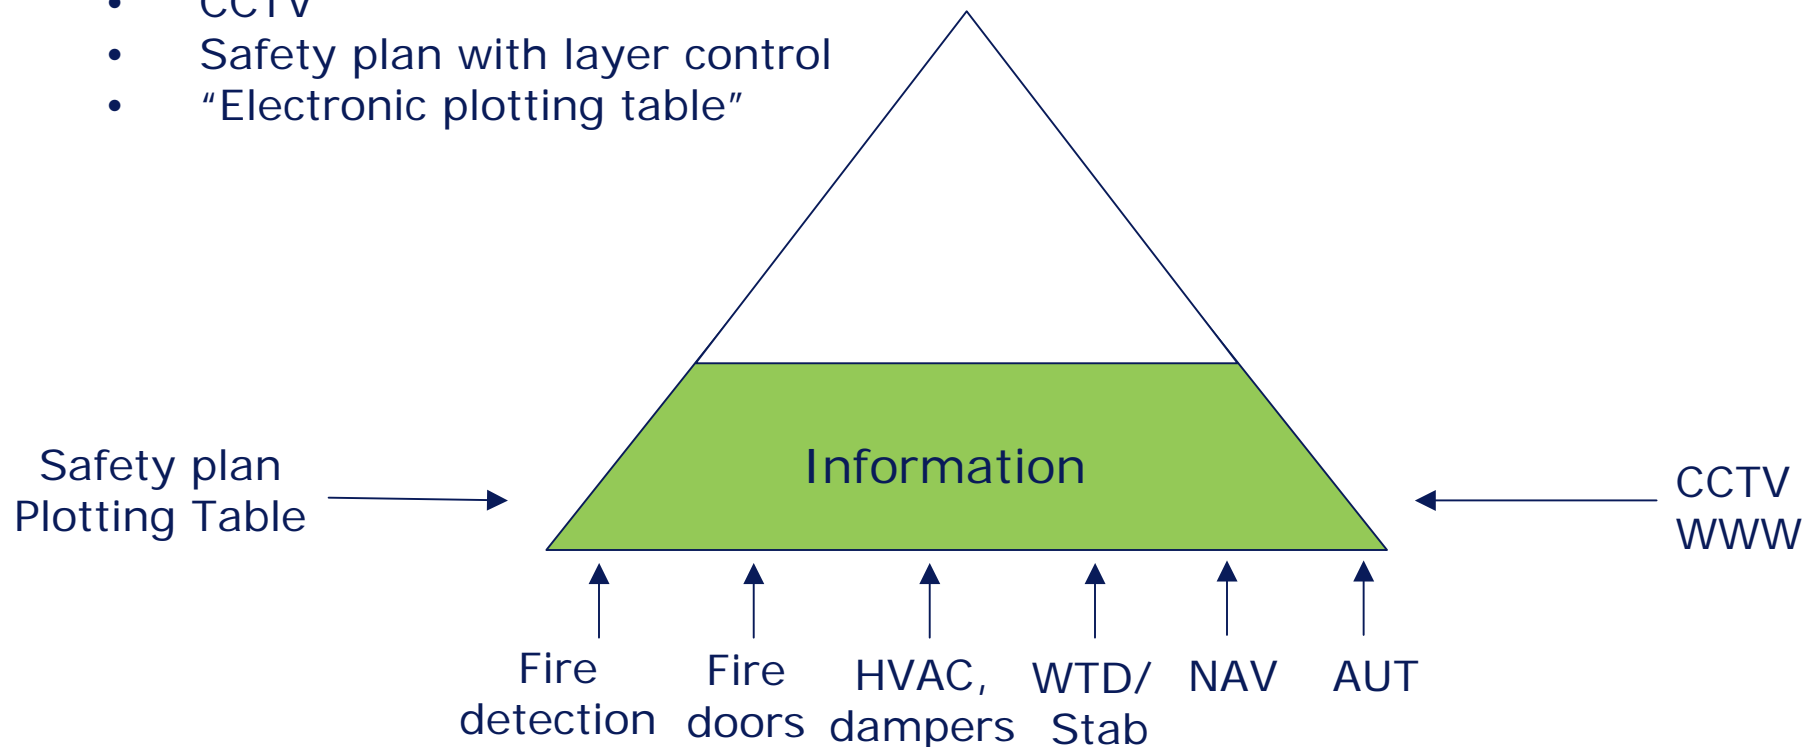 • CCTV
• Safety plan with layer control
• “Electronic plotting table”
Information
Safety plan
Plotting Table
CCTV
WWW
Fire
detection
Fire
doors
HVAC,
dampers
WTD/
Stab
NAV
AUT